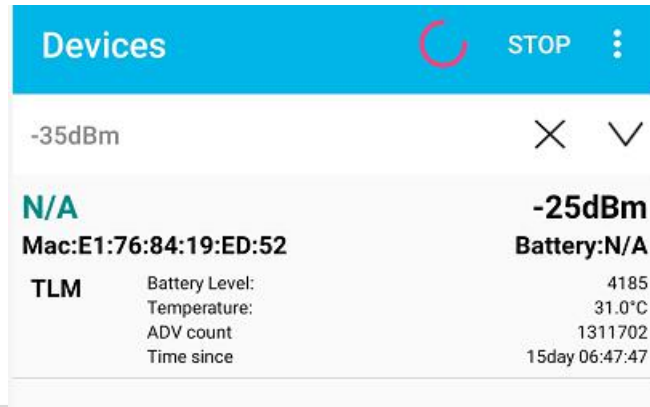 Devices STOP
-35dBm
N/A -25dBm
Mac:E1:76:84:19:ED:52 Battery:N/A
TLM Battery Level: 4185
Temperature: 31.0°C
ADV count 1311702
Time since 15day 06:47:47